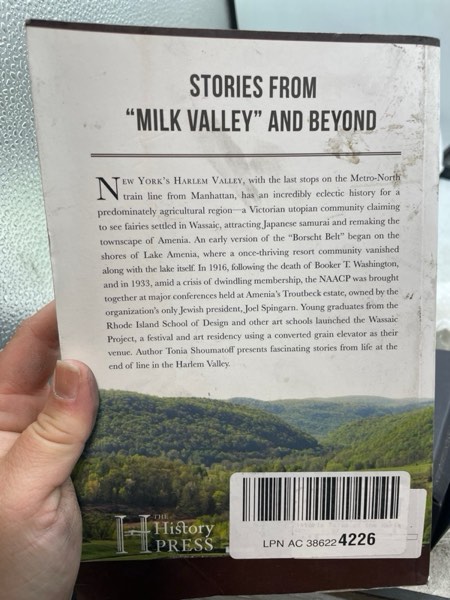 STORIES FROM
"MILK VALLEY" AND BEYOND
NEW YORK'S HARLEM VALLEY, with the last stops on the Metro-North
train line from Manhattan, has an incredibly eclectic history for a
predominately agricultural region—a Victorian utopian community claiming
to see fairies settled in Wassaic, attracting Japanese samurai and remaking the
townscape of Amenia. An early version of the "Borscht Belt" began on the
shores of Lake Amenia, where a once-thriving resort community vanished
along with the lake itself. In 1916, following the death of Booker T. Washington,
and in 1933, amid a crisis of dwindling membership, the NAACP was brought
together at major conferences held at Amenia's Troutbeck estate, owned by the
organization's only Jewish president, Joel Spingarn. Young graduates from the
Rhode Island School of Design and other art schools launched the Wassaic
Project, a festival and art residency using a converted grain elevator as their
venue. Author Tonia Shoumatoff presents fascinating stories from life at the
end of line in the Harlem Valley.
THE
History
PRESS
LPN AC 38622 4226